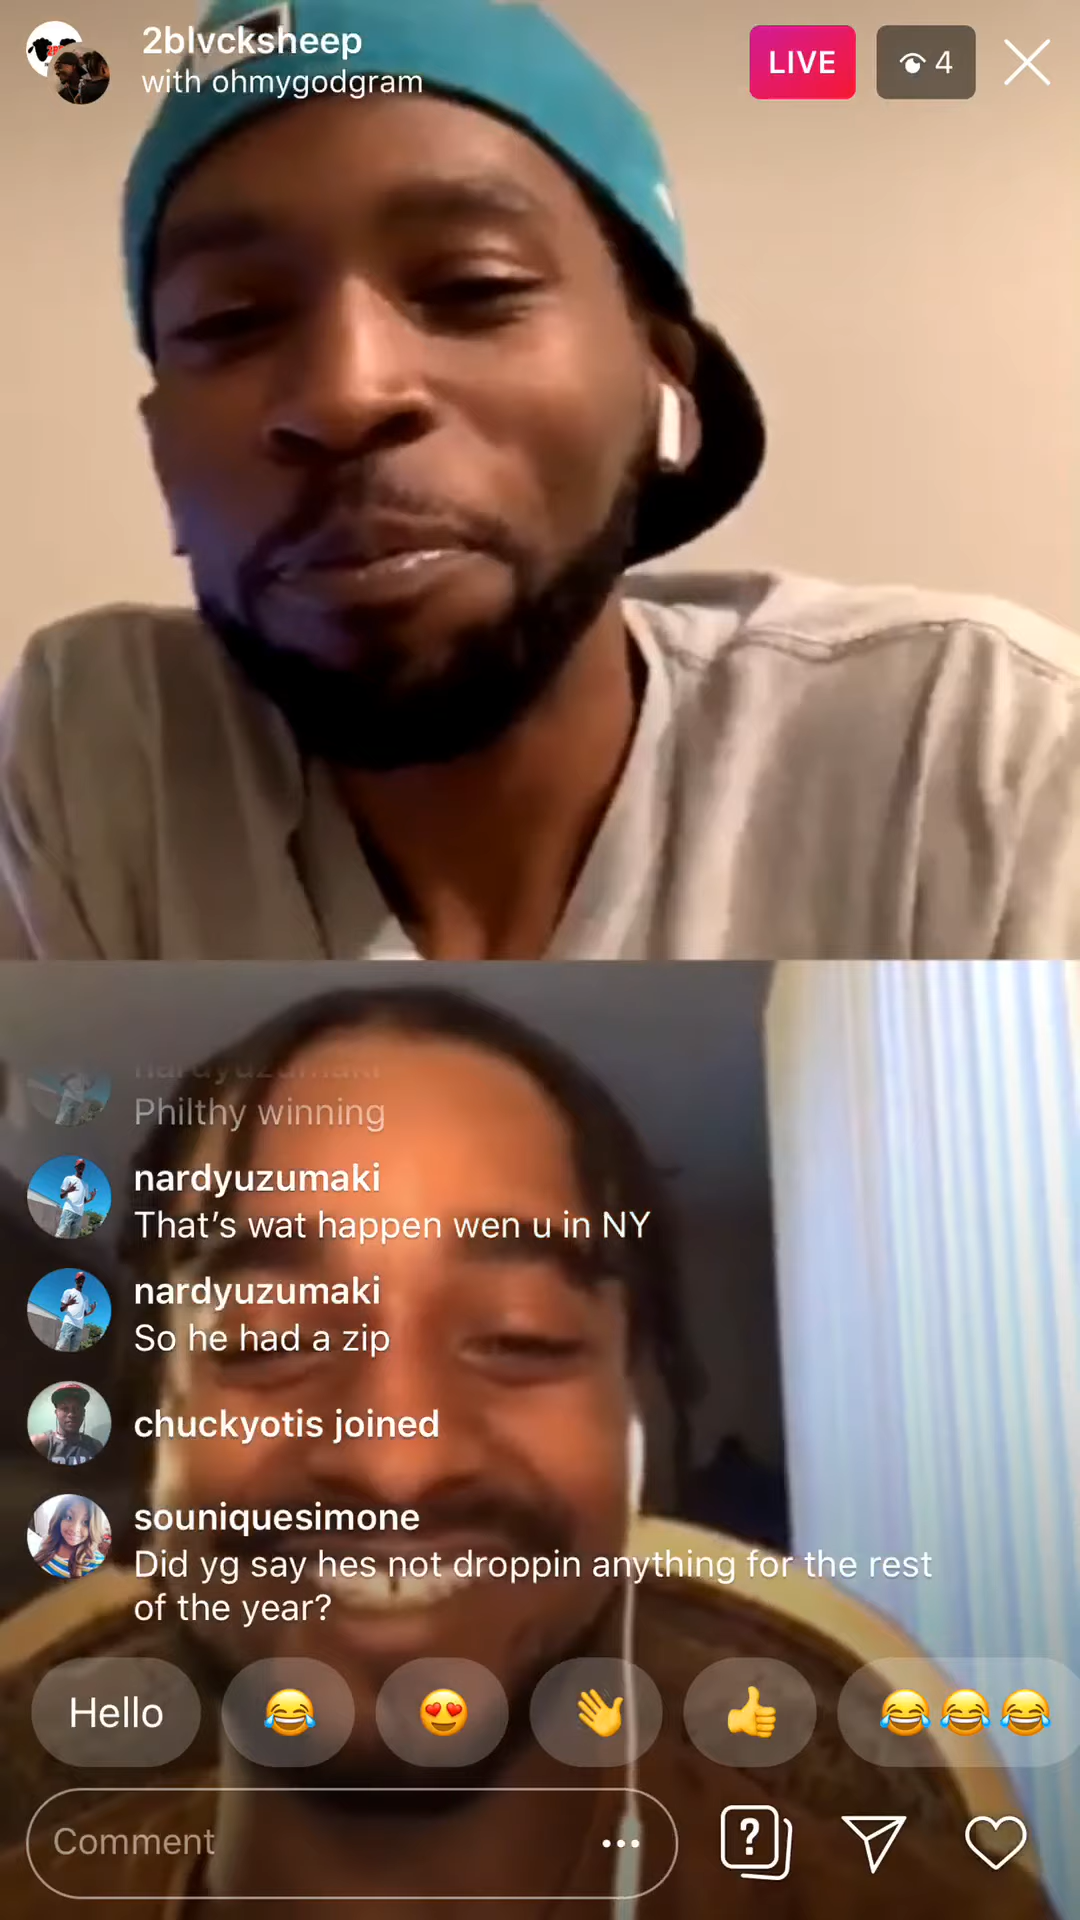 2blvcksheep
with ohmygodgram
LIVE
4
nardyuzumaki
Philthy winning
nardyuzumaki
That’s wat happen wen u in NY
nardyuzumaki
So he had a zip
chuckyotis joined
souniquesimone
Did yg say hes not droppin anything for the rest
of the year?
Hello
Comment